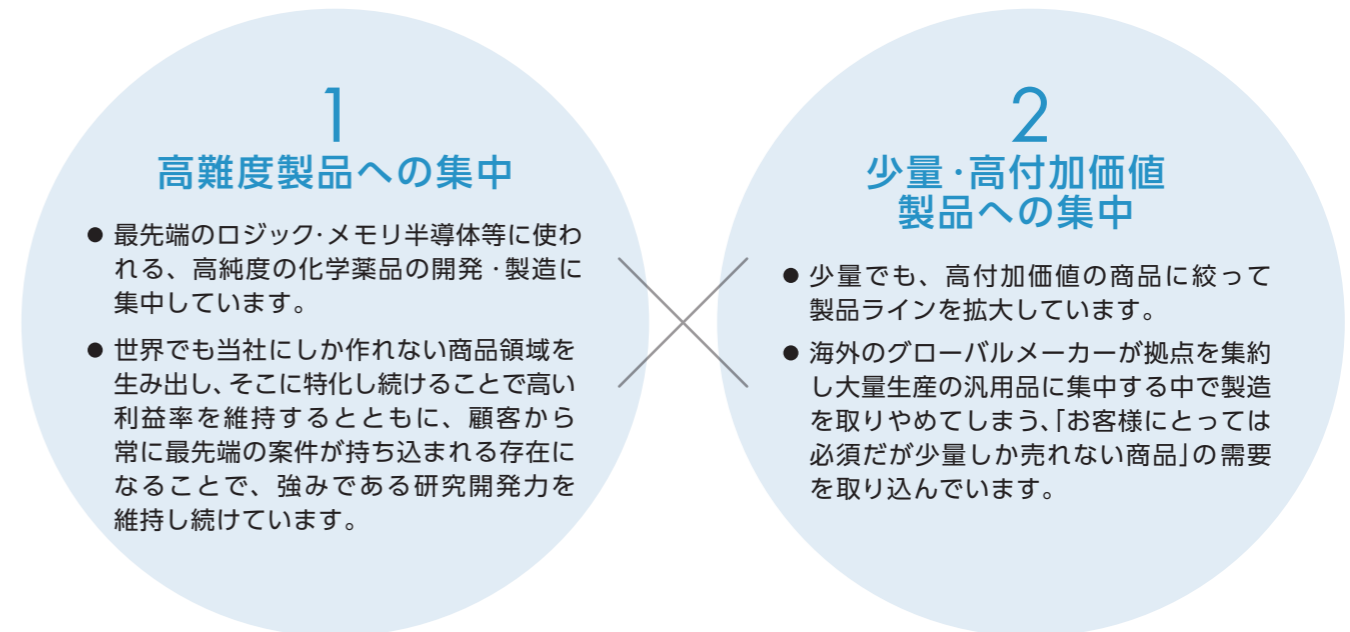 1
高難度製品への集中
● 最先端のロジック・メモリ半導体等に使わ
れる、高純度の化学薬品の開発・製造に
集中しています。
● 世界でも当社にしか作れない商品領域を
生み出し、そこに特化し続けることで高い
利益率を維持するとともに、顧客から
常に最先端の案件が持ち込まれる存在に
なることで、強みである研究開発力を
維持し続けています。
2
少量・高付加価値
製品への集中
● 少量でも、高付加価値の商品に絞って
製品ラインを拡大しています。
● 海外のグローバルメーカーが拠点を集約
し大量生産の汎用品に集中する中で製造
を取りやめてしまう、「お客様にとっては
必須だが少量しか売れない商品」の需要
を取り込んでいます。